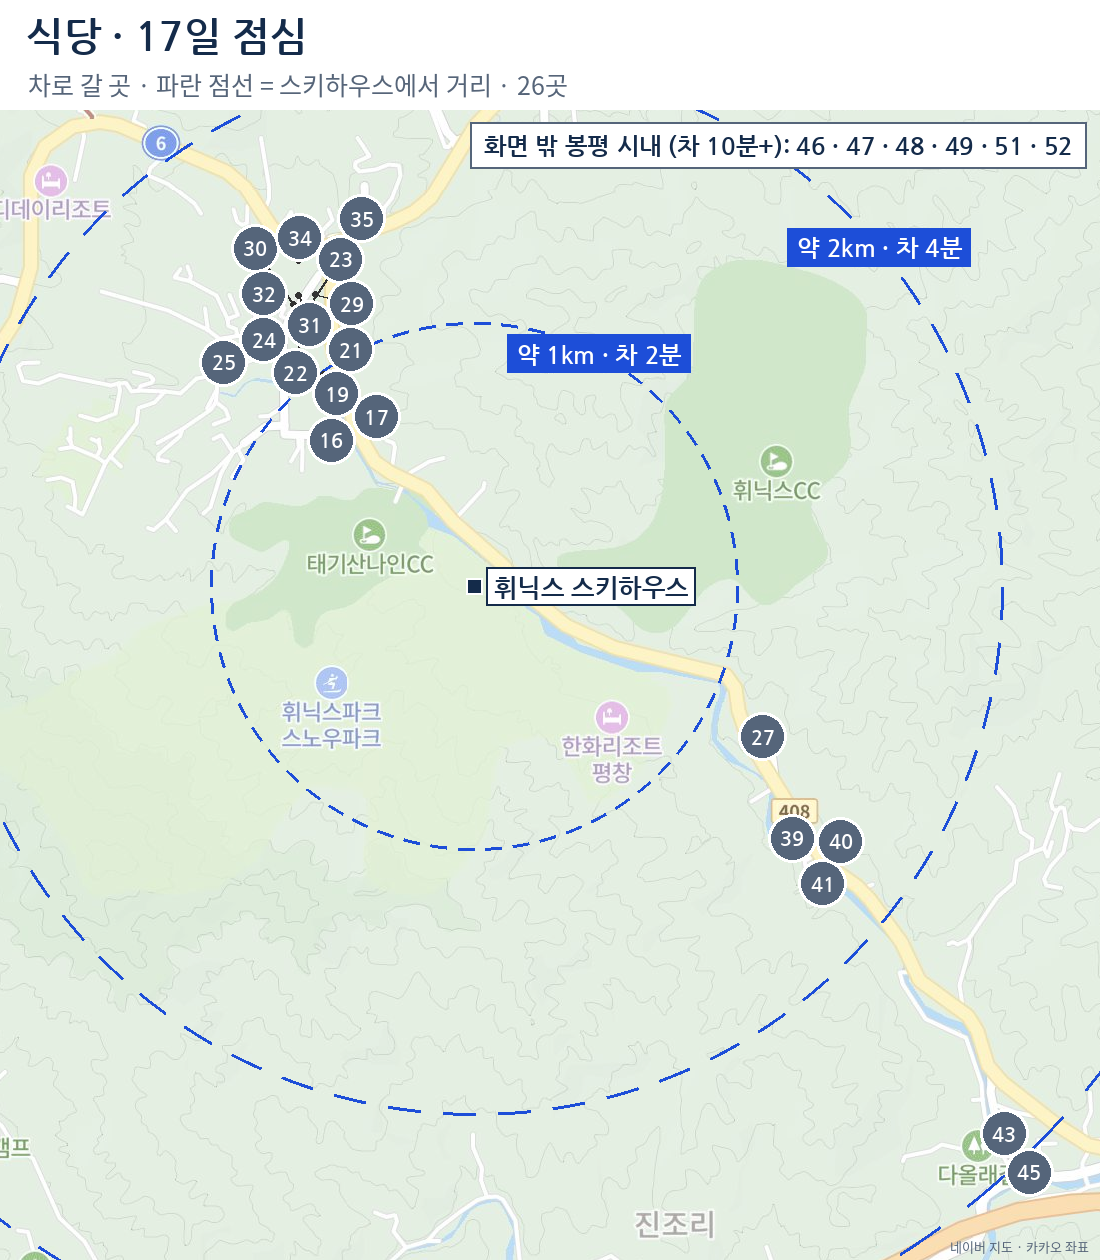 식당 · 17일 점심
차로 갈 곳 · 파란 점선 = 스키하우스에서 거리 · 26곳
화면 밖 봉평 시내 (차 10분+): 46 · 47 · 48 · 49 · 51 · 52
6
디데이리조트
35
34
30
23
약 2km · 차 4분
32
29
31
24
21
약 1km · 차 2분
25
22
19
17
16
휘닉스CC
태기산나인CC
휘닉스 스키하우스
휘닉스파크
스노우파크
한화리조트
평창
27
408
39
40
41
43
캠프
다올래
45
진조리
네이버 지도 · 카카오 좌표